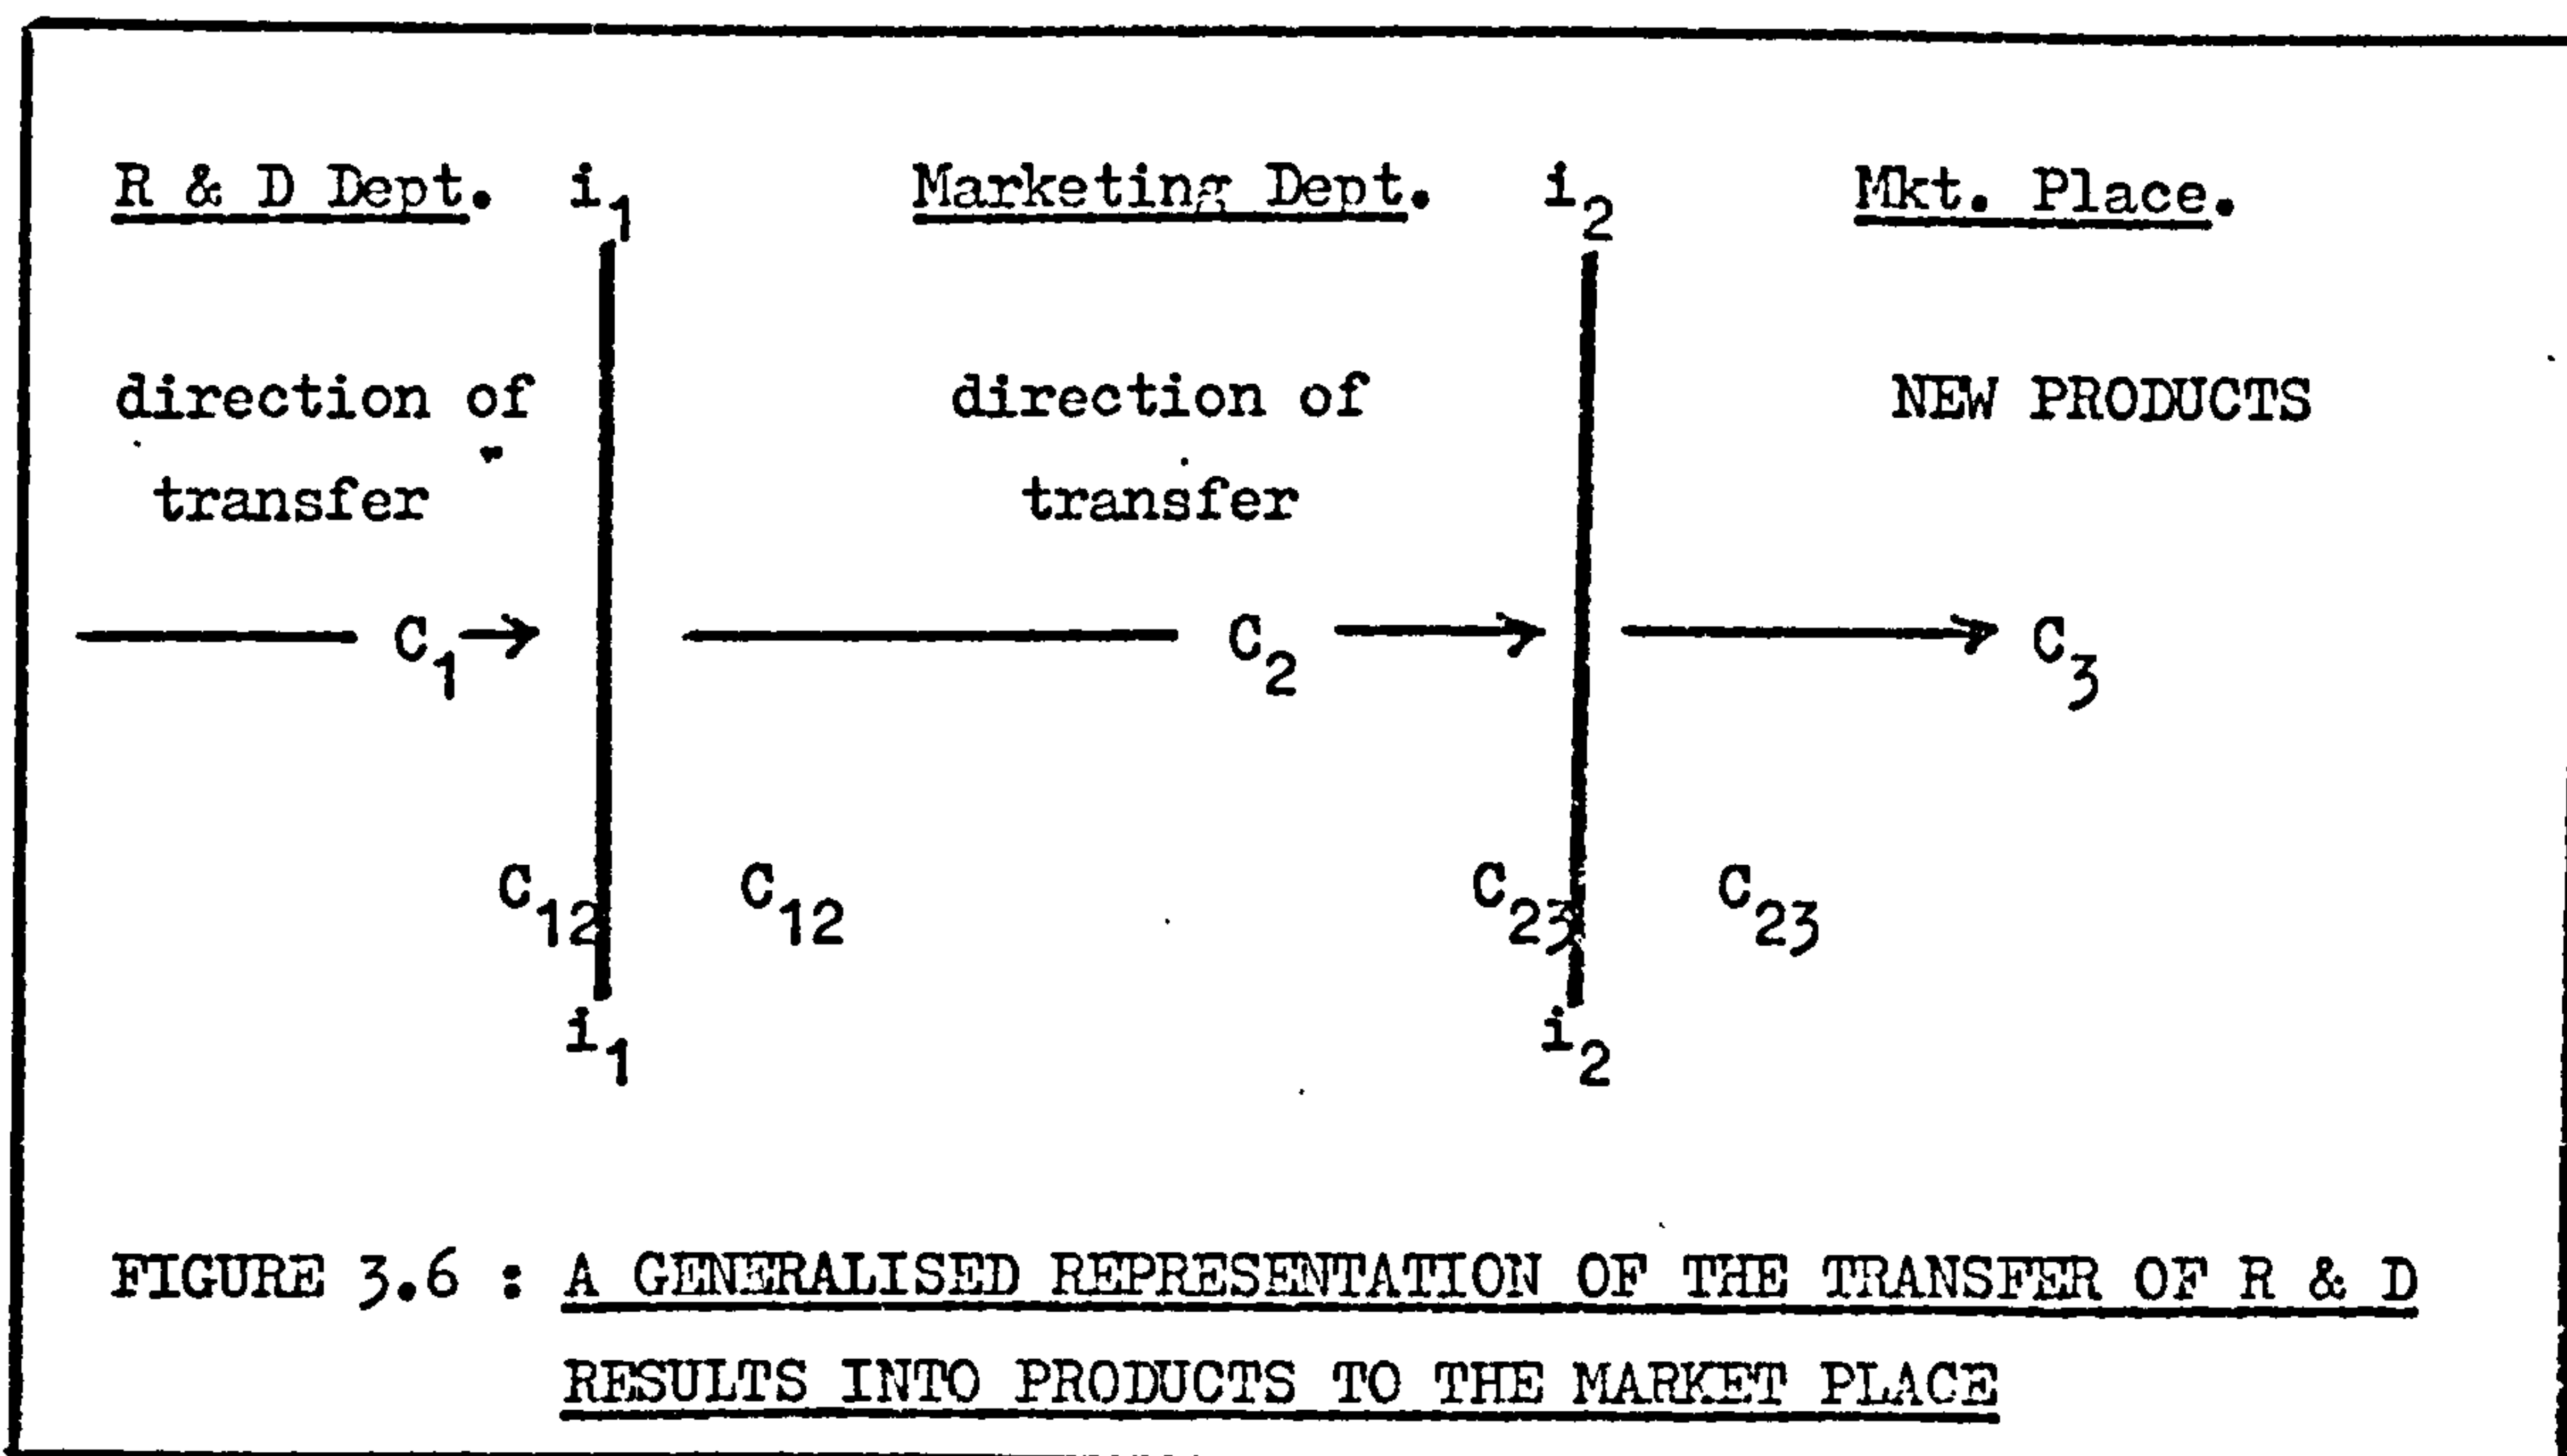 R & D Dept. i₁ Marketing Dept. i₂ Mkt. Place.
direction of direction of NEW PRODUCTS
transfer transfer
C₁ C₂ C₃
C₁₂ C₁₂ C₂₃ C₂₃
i₁ i₂
FIGURE 3.6 : A GENERALISED REPRESENTATION OF THE TRANSFER OF R & D
RESULTS INTO PRODUCTS TO THE MARKET PLACE